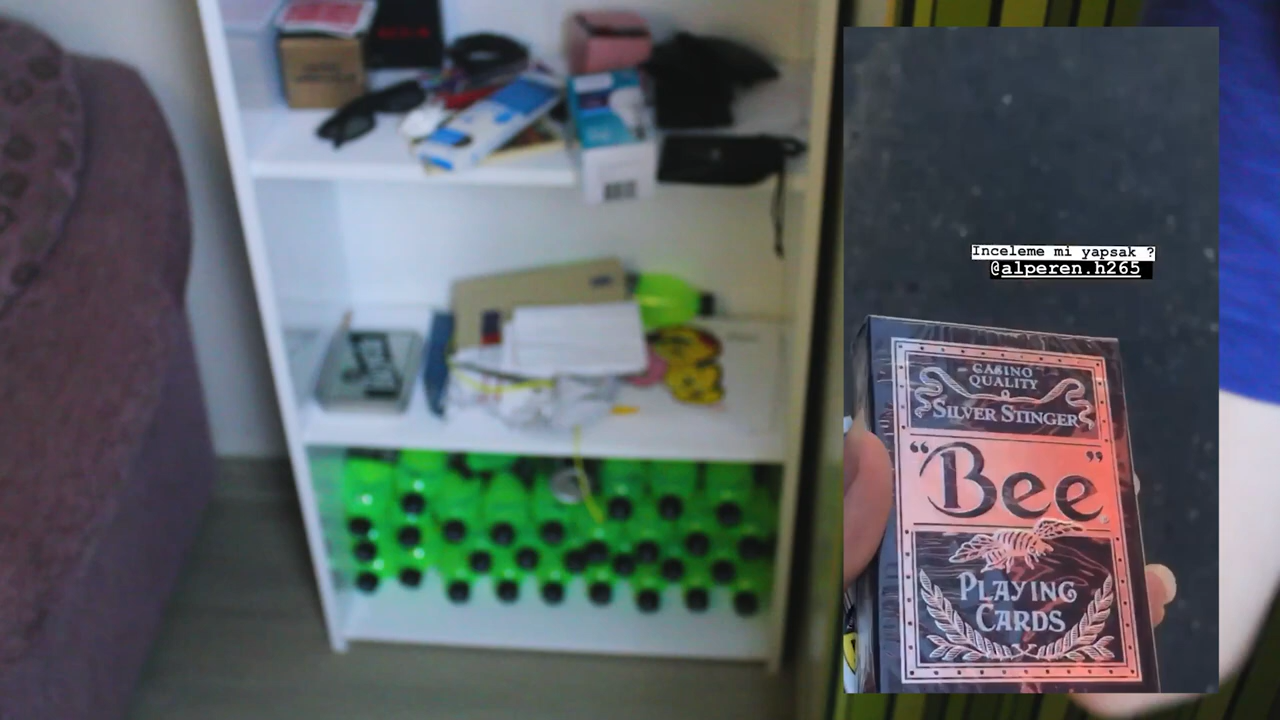 Inceleme mi yapsak ?
@alperen.h265
CASINO
QUALITY
SILVER STINGER
"Bee"®
PLAYING
CARDS